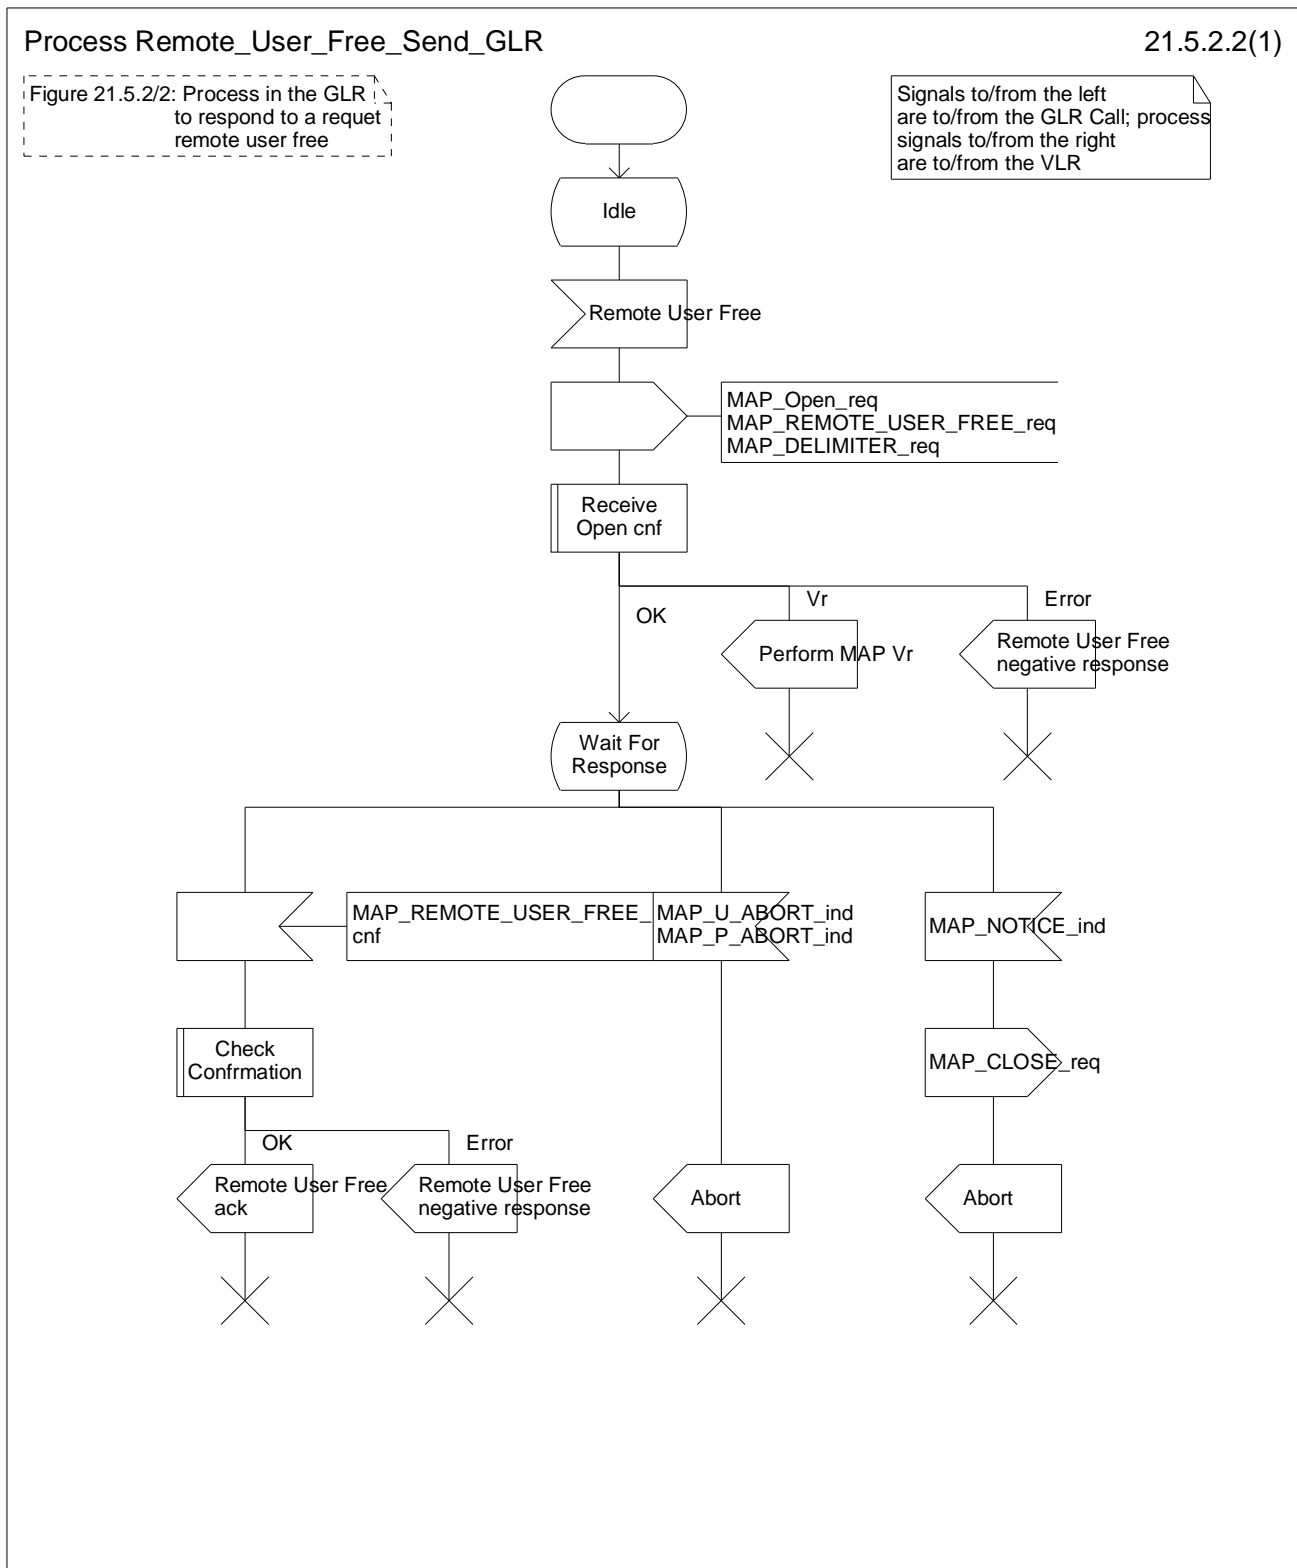 Process Remote_User_Free_Send_GLR
21.5.2.2(1)
Figure 21.5.2/2: Process in the GLR
to respond to a requet
remote user free
Signals to/from the left
are to/from the GLR Call; process
signals to/from the right
are to/from the VLR
Idle
Remote User Free
MAP_Open_req
MAP_REMOTE_USER_FREE_req
MAP_DELIMITER_req
Receive
Open cnf
OK
Vr
Error
Perform MAP Vr
Remote User Free
negative response
Wait For
Response
MAP_REMOTE_USER_FREE_
cnf
MAP_U_ABORT_ind
MAP_P_ABORT_ind
MAP_NOTICE_ind
Check
Confrmation
MAP_CLOSE_req
OK
Error
Remote User Free
ack
Remote User Free
negative response
Abort
Abort